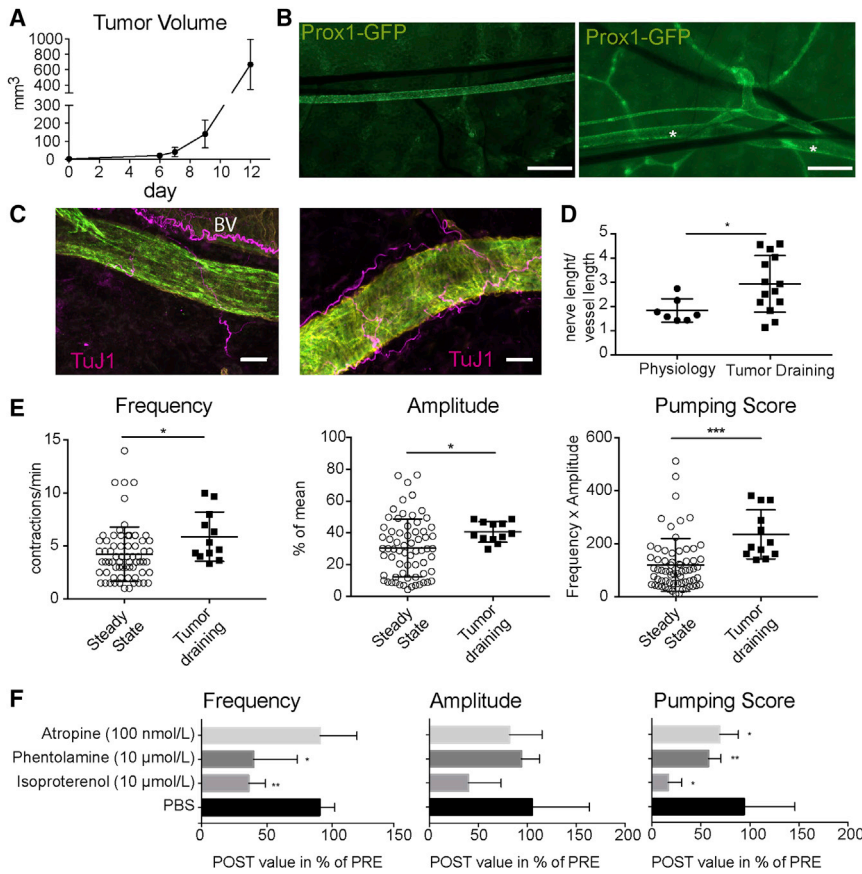 A
Tumor Volume
mm³
1000
800
600
400
200
300
200
100
0
0 2 4 6 8 10 12
day
B
Prox1-GFP
Prox1-GFP
*
*
C
BV
TuJ1
TuJ1
D
nerve lenght/
vessel length
5
4
3
2
1
0
*
Physiology
Tumor Draining
E
Frequency
contractions/min
15
10
5
0
*
Steady
State
Tumor
draining
Amplitude
% of mean
100
80
60
40
20
0
*
Steady
State
Tumor
draining
Pumping Score
Frequency x Amplitude
600
400
200
0
***
Steady
State
Tumor
draining
F
Frequency
Amplitude
Pumping Score
Atropine (100 nmol/L)
*
Phentolamine (10 µmol/L)
*
**
Isoproterenol (10 µmol/L)
**
*
PBS
0 50 100 150
0 50 100 150 200
0 50 100 150 200
POST value in % of PRE
POST value in % of PRE
POST value in % of PRE